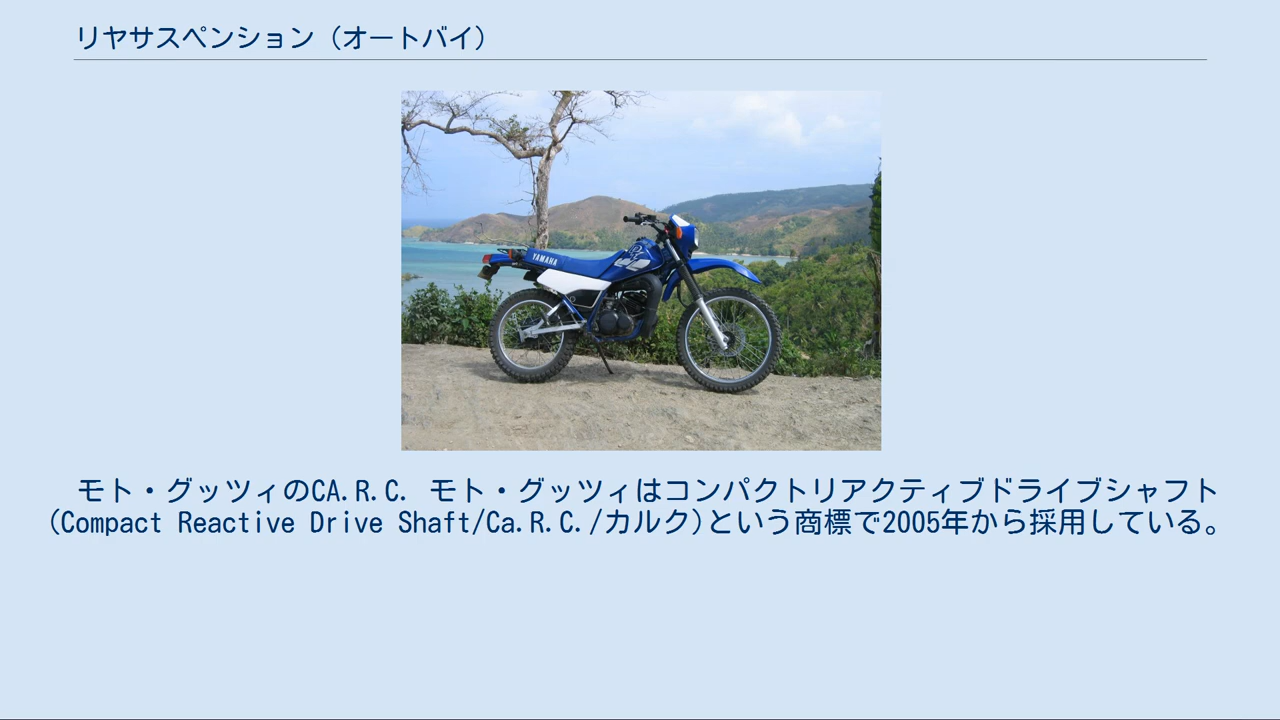 リヤサスペンション（オートバイ）
YAMAHA
モト・グッツィのCA.R.C. モト・グッツィはコンパクトリアクティブドライブシャフト
(Compact Reactive Drive Shaft/Ca.R.C./カルク)という商標で2005年から採用している。